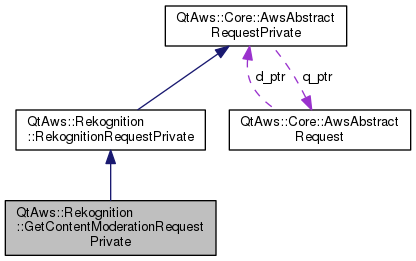 QtAws::Core::AwsAbstract
RequestPrivate
d_ptr
q_ptr
QtAws::Rekognition
::RekognitionRequestPrivate
QtAws::Core::AwsAbstract
Request
QtAws::Rekognition
::GetContentModerationRequest
Private